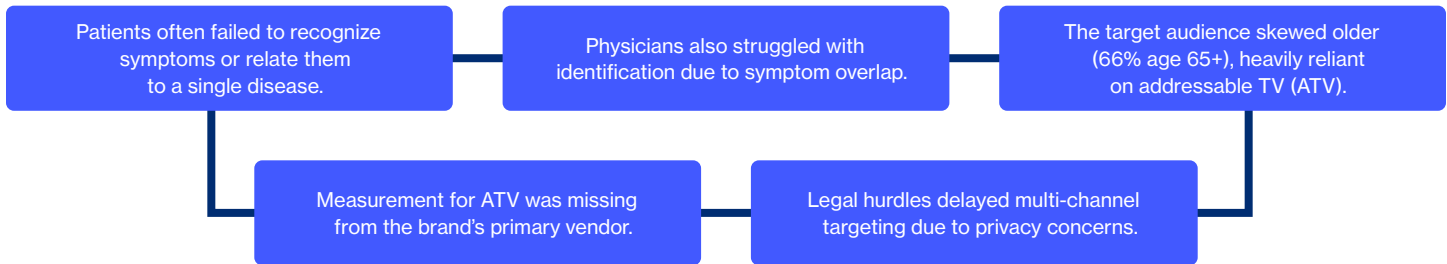 Patients often failed to recognize
symptoms or relate them
to a single disease.
Physicians also struggled with
identification due to symptom overlap.
The target audience skewed older
(66% age 65+), heavily reliant
on addressable TV (ATV).
Measurement for ATV was missing
from the brand’s primary vendor.
Legal hurdles delayed multi-channel
targeting due to privacy concerns.